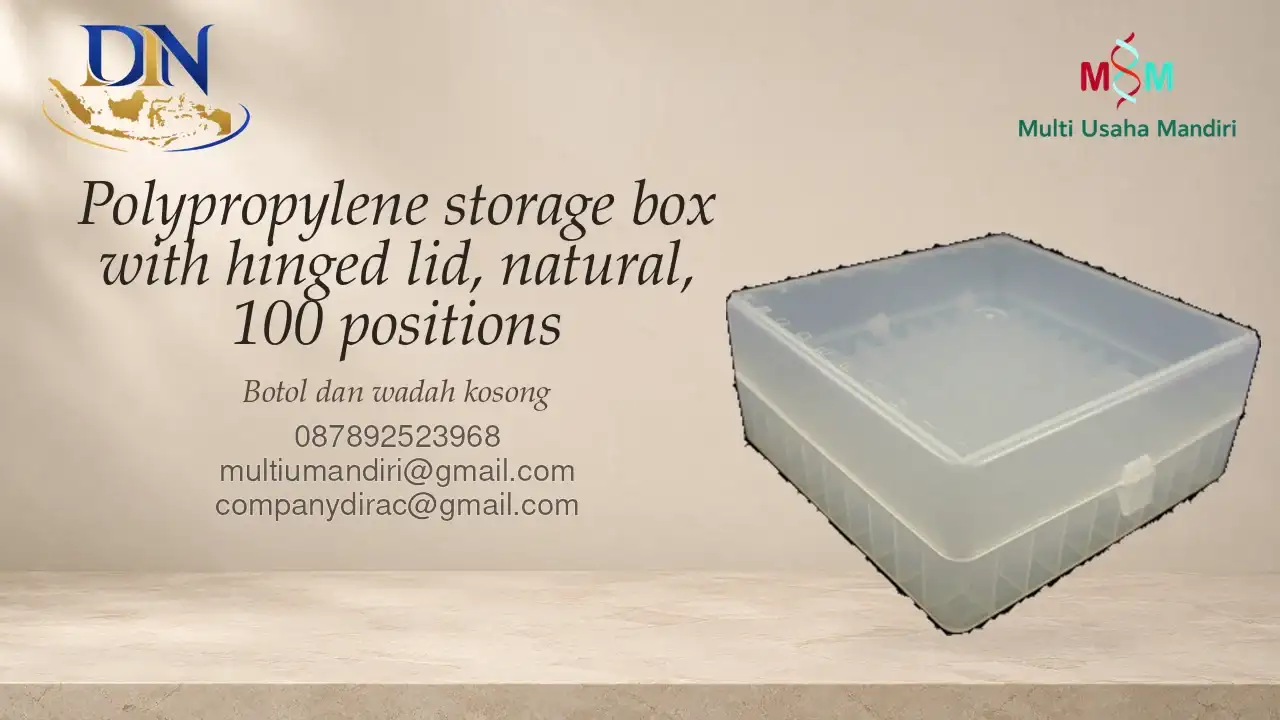 DIN
MSM
Multi Usaha Mandiri
Polypropylene storage box
with hinged lid, natural,
100 positions
Botol dan wadah kosong
087892523968
multiumandiri@gmail.com
companydirac@gmail.com